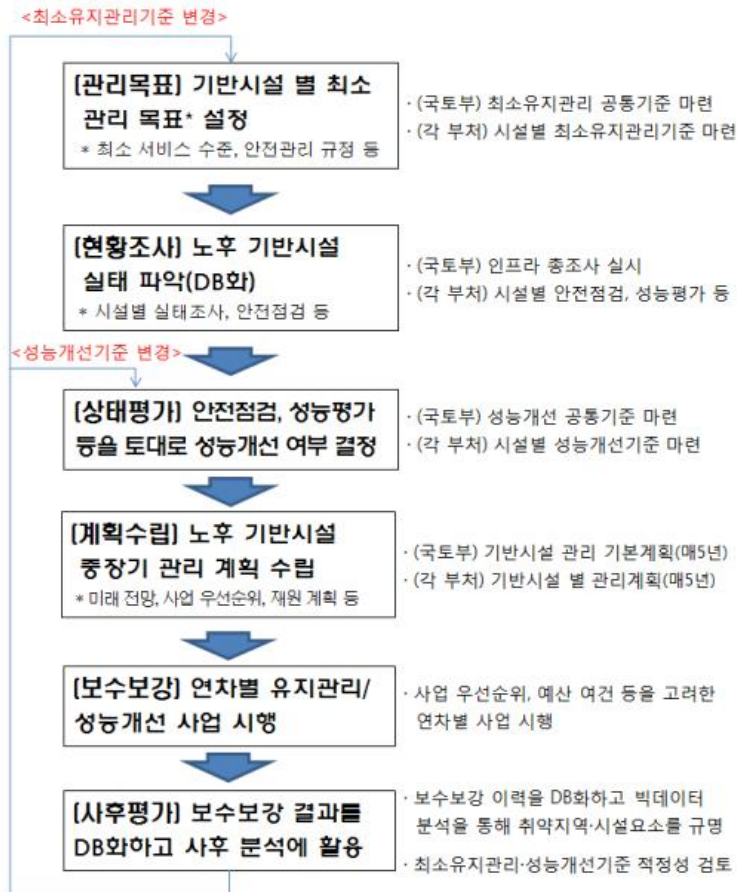 <최소유지관리기준 변경>
[관리목표] 기반시설 별 최소
관리 목표* 설정
* 최소 서비스 수준, 안전관리 규정 등
· (국토부) 최소유지관리 공통기준 마련
· (각 부처) 시설별 최소유지관리기준 마련
[현황조사] 노후 기반시설
실태 파악(DB화)
* 시설별 실태조사, 안전점검 등
· (국토부) 인프라 총조사 실시
· (각 부처) 시설별 안전점검, 성능평가 등
<성능개선기준 변경>
[상태평가] 안전점검, 성능평가
등을 토대로 성능개선 여부 결정
· (국토부) 성능개선 공통기준 마련
· (각 부처) 시설별 성능개선기준 마련
[계획수립] 노후 기반시설
중장기 관리 계획 수립
* 미래 전망, 사업 우선순위, 재원 계획 등
· (국토부) 기반시설 관리 기본계획(매5년)
· (각 부처) 기반시설 별 관리계획(매5년)
[보수보강] 연차별 유지관리/
성능개선 사업 시행
· 사업 우선순위, 예산 여건 등을 고려한
연차별 사업 시행
[사후평가] 보수보강 결과를
DB화하고 사후 분석에 활용
· 보수보강 이력을 DB화하고 빅데이터
분석을 통해 취약지역·시설요소를 규명
· 최소유지관리·성능개선기준 적정성 검토